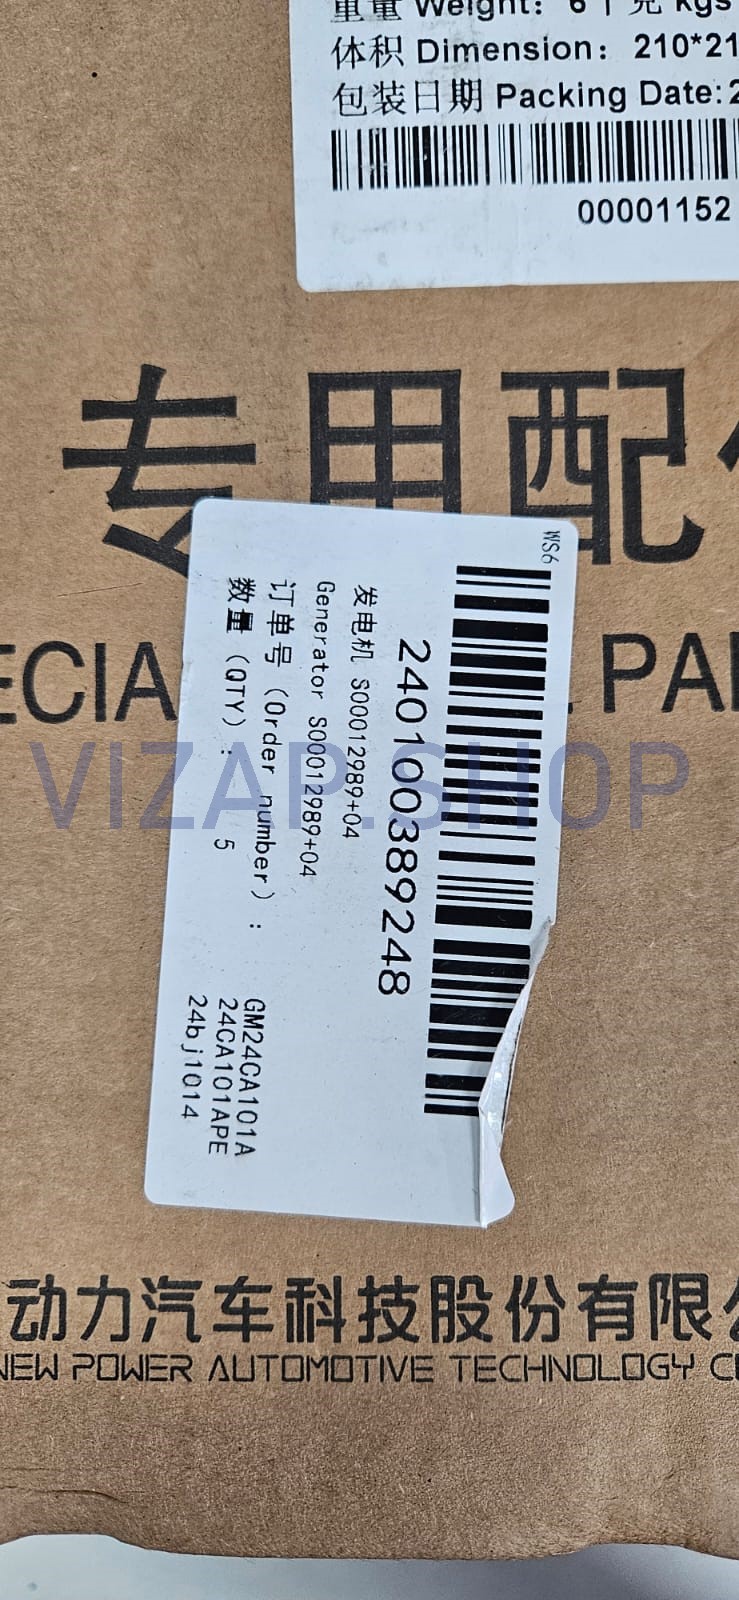 重量 Weight: 6千克 kgs
体积 Dimension: 210*21
包装日期 Packing Date:2
00001152
专用配
ECIA
PA
WS6
240100389248
发电机 S00012989+04
Generator S00012989+04
订单号 (Order number) :
GM24CA101A
24CA101APE
24bj1014
数量 (QTY) : 5
VIZAP.SHOP
动力汽车科技股份有限公
NEW POWER AUTOMOTIVE TECHNOLOGY C